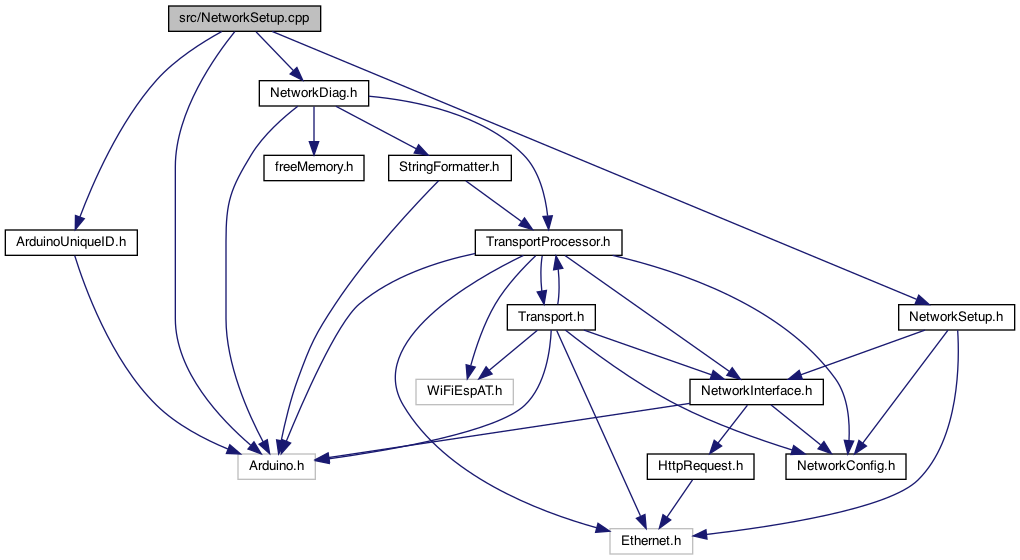 src/NetworkSetup.cpp
NetworkDiag.h
freeMemory.h
StringFormatter.h
ArduinoUniqueID.h
TransportProcessor.h
Transport.h
NetworkSetup.h
WiFiEspAT.h
NetworkInterface.h
Arduino.h
HttpRequest.h
NetworkConfig.h
Ethernet.h